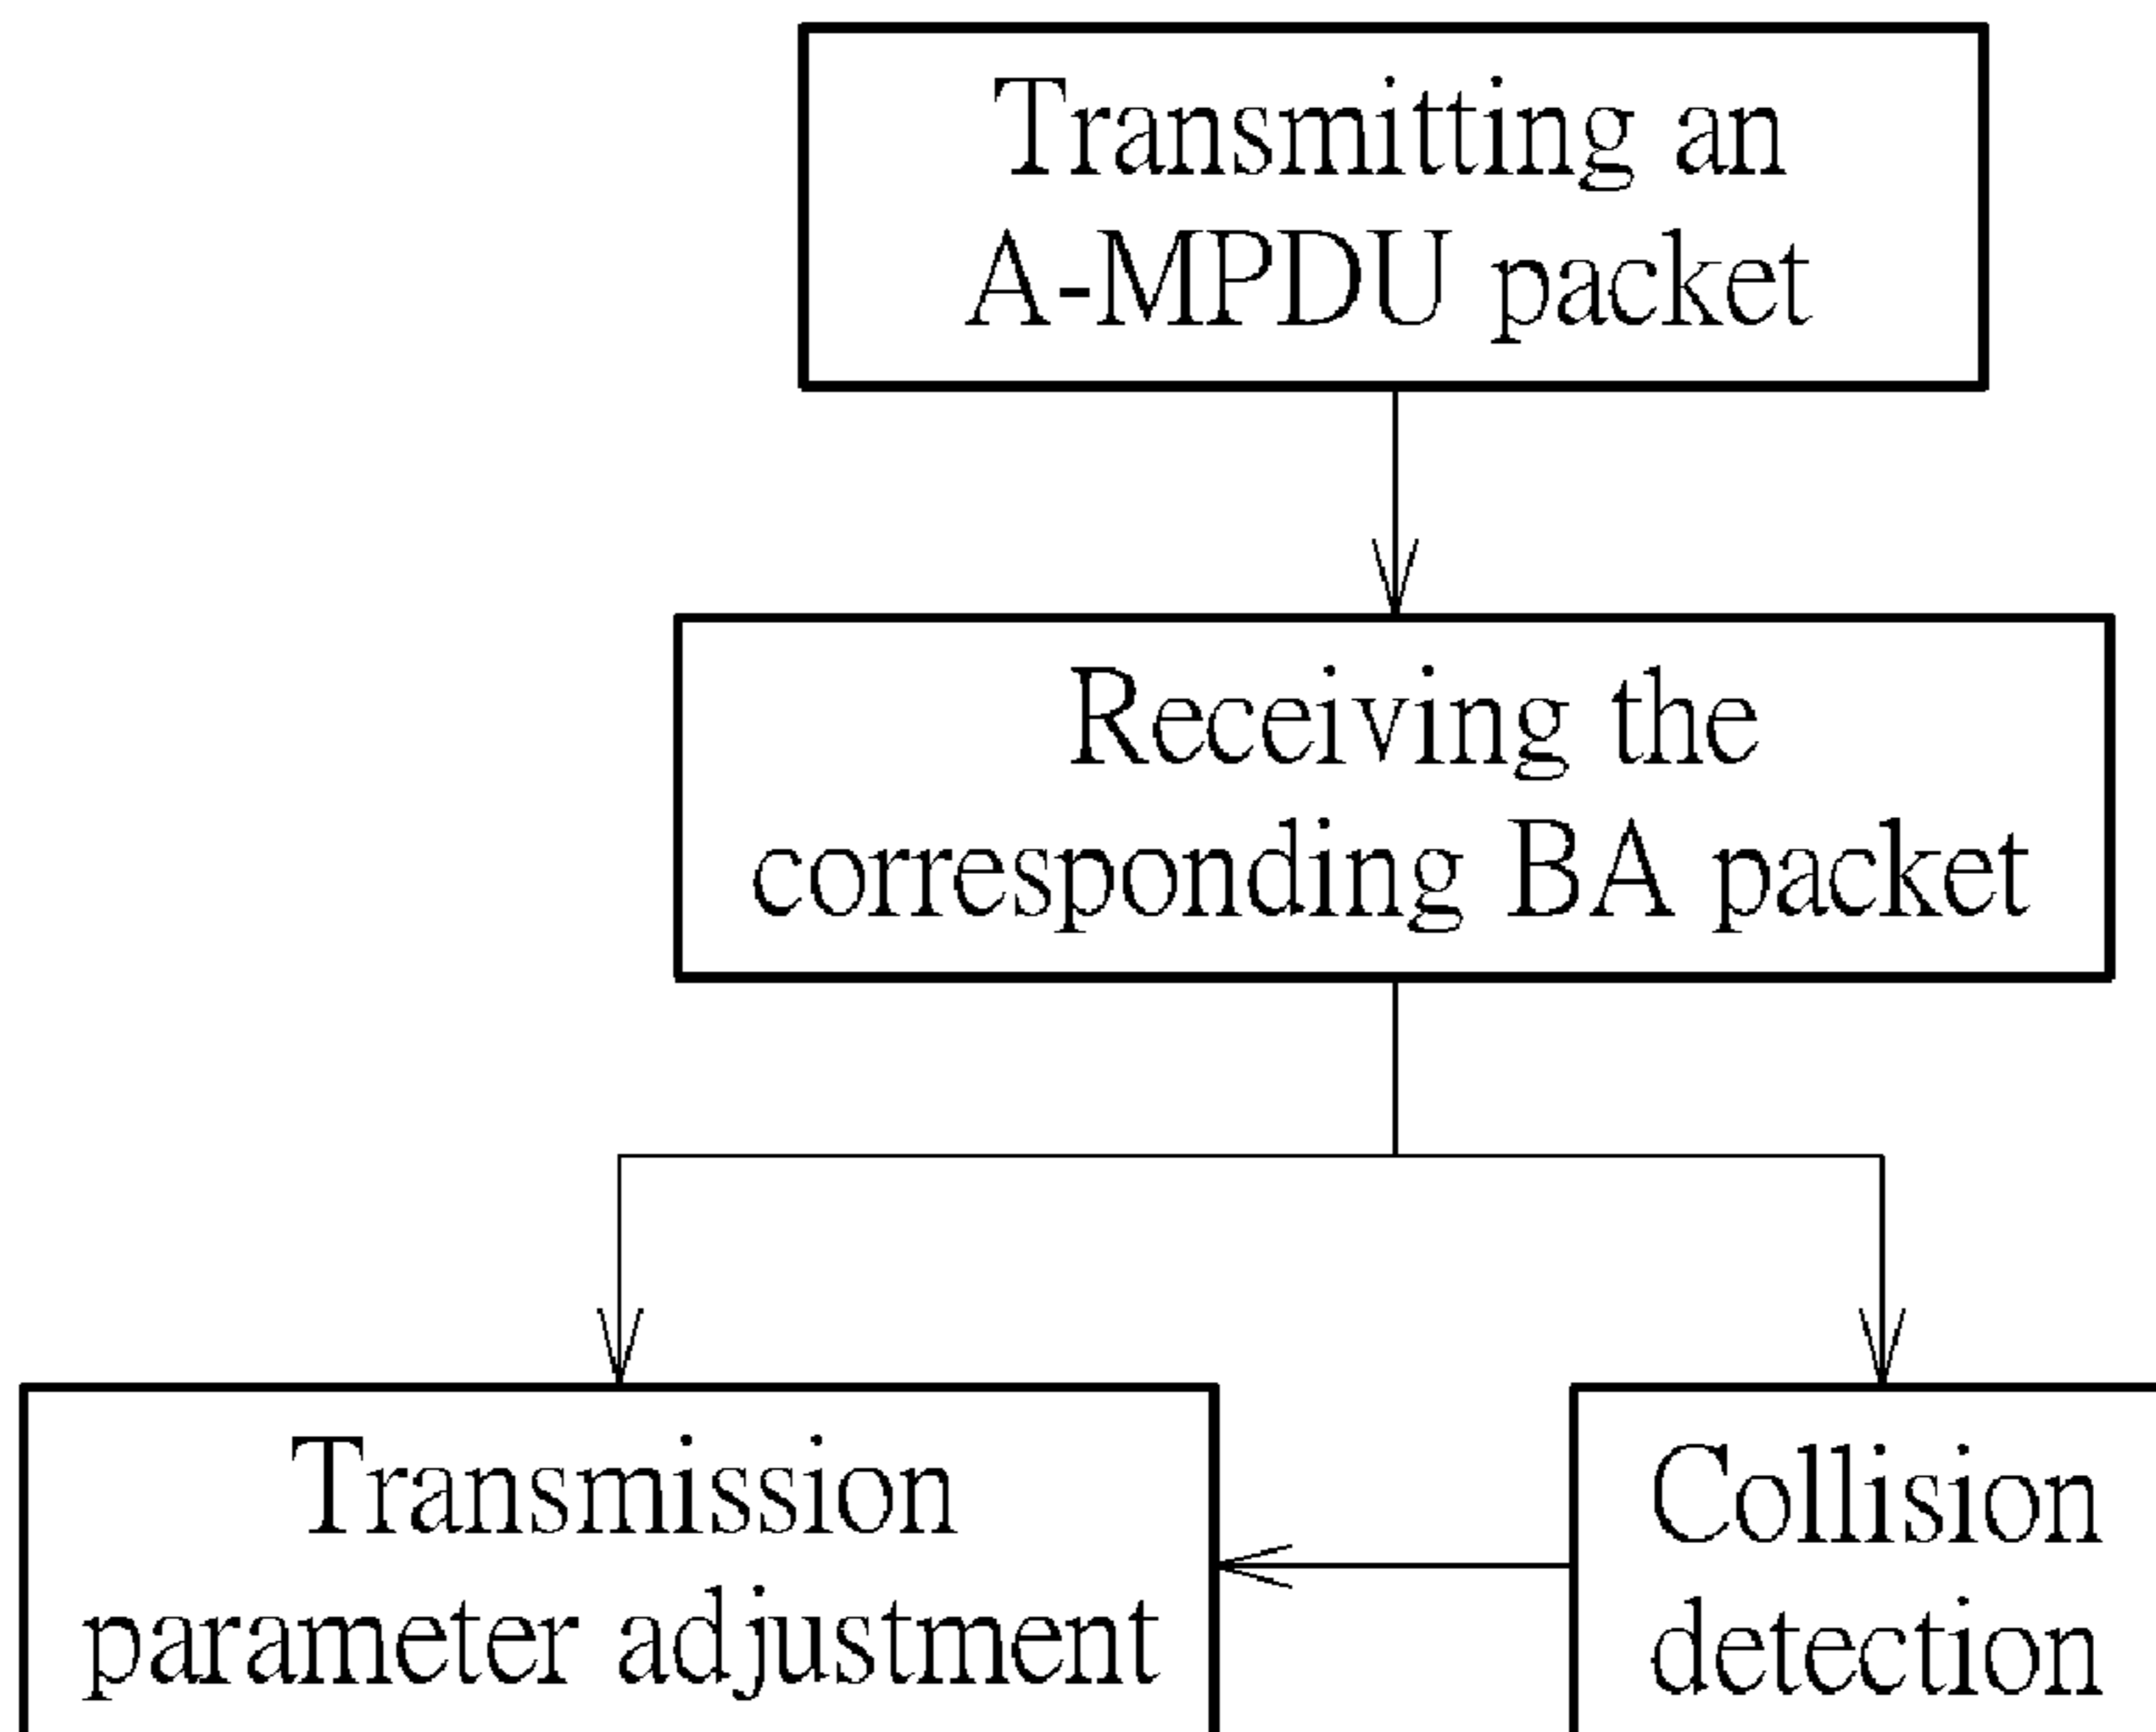 Transmitting an
A-MPDU packet
Receiving the
corresponding BA packet
Transmission
parameter adjustment
Collision
detection